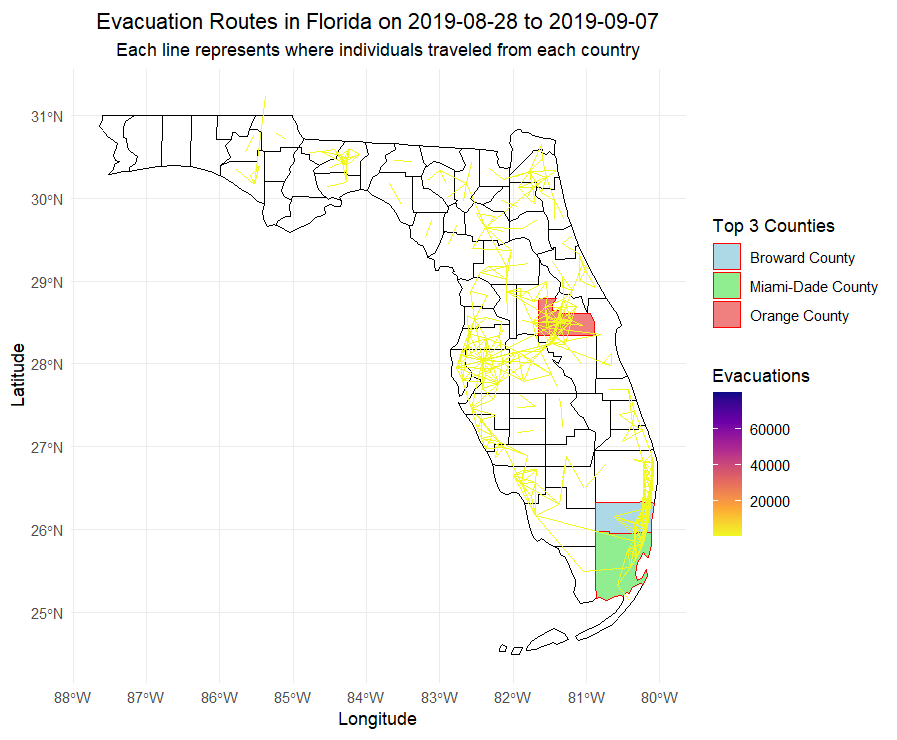 Evacuation Routes in Florida on 2019-08-28 to 2019-09-07
Each line represents where individuals traveled from each country
Latitude
31°N
30°N
29°N
28°N
27°N
26°N
25°N
88°W 87°W 86°W 85°W 84°W 83°W 82°W 81°W 80°W
Longitude
Top 3 Counties
Broward County
Miami-Dade County
Orange County
Evacuations
60000
40000
20000